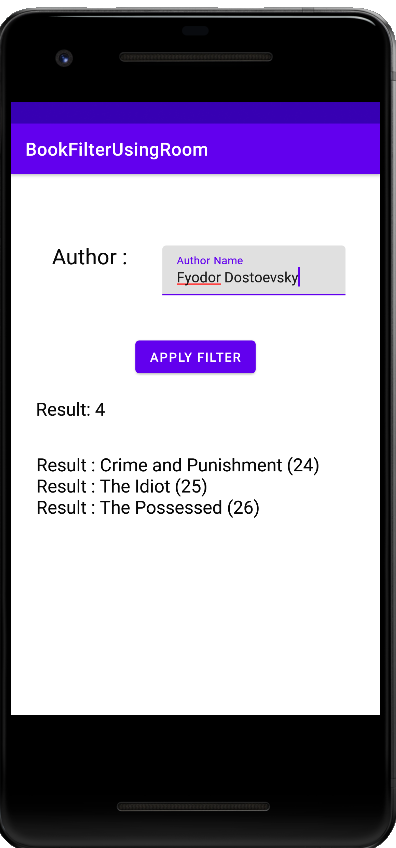 BookFilterUsingRoom
Author :
Author Name
Fyodor Dostoevsky
APPLY FILTER
Result: 4
Result : Crime and Punishment (24)
Result : The Idiot (25)
Result : The Possessed (26)